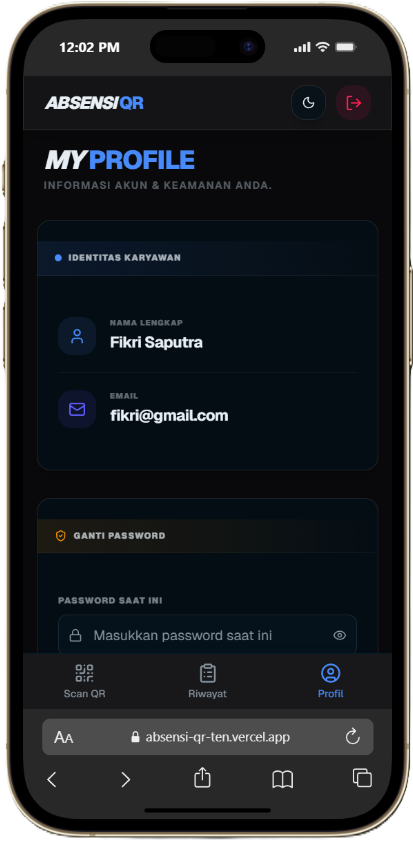 12:02 PM
ABSENSIQR
MY PROFILE
INFORMASI AKUN & KEAMANAN ANDA.
IDENTITAS KARYAWAN
NAMA LENGKAP
Fikri Saputra
EMAIL
fikri@gmail.com
GANTI PASSWORD
PASSWORD SAAT INI
Masukkan password saat ini
Scan QR Riwayat Profil
AA absensi-qr-ten.vercel.app